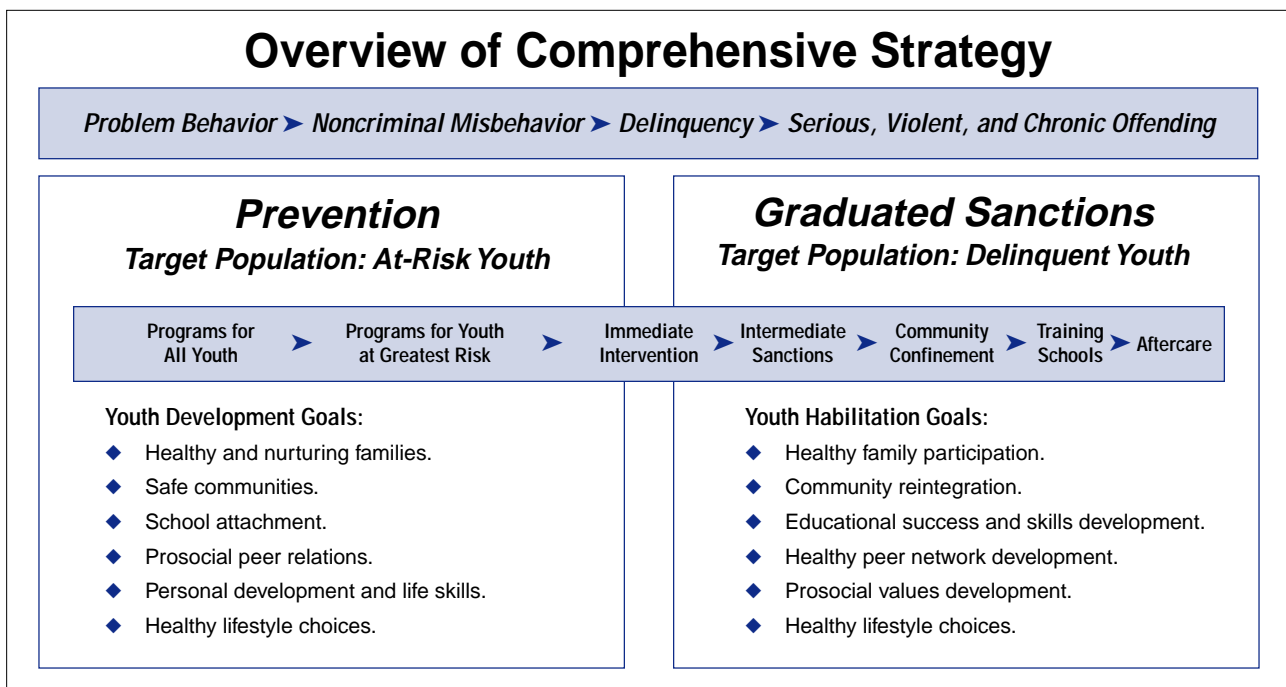 Overview of Comprehensive Strategy
Problem Behavior ➤ Noncriminal Misbehavior ➤ Delinquency ➤ Serious, Violent, and Chronic Offending
Prevention
Target Population: At-Risk Youth
Graduated Sanctions
Target Population: Delinquent Youth
Programs for
All Youth
➤
Programs for Youth
at Greatest Risk
➤
Immediate
Intervention
➤
Intermediate
Sanctions
➤
Community
Confinement
➤
Training
Schools
➤
Aftercare
Youth Development Goals:
◆ Healthy and nurturing families.
◆ Safe communities.
◆ School attachment.
◆ Prosocial peer relations.
◆ Personal development and life skills.
◆ Healthy lifestyle choices.
Youth Habilitation Goals:
◆ Healthy family participation.
◆ Community reintegration.
◆ Educational success and skills development.
◆ Healthy peer network development.
◆ Prosocial values development.
◆ Healthy lifestyle choices.